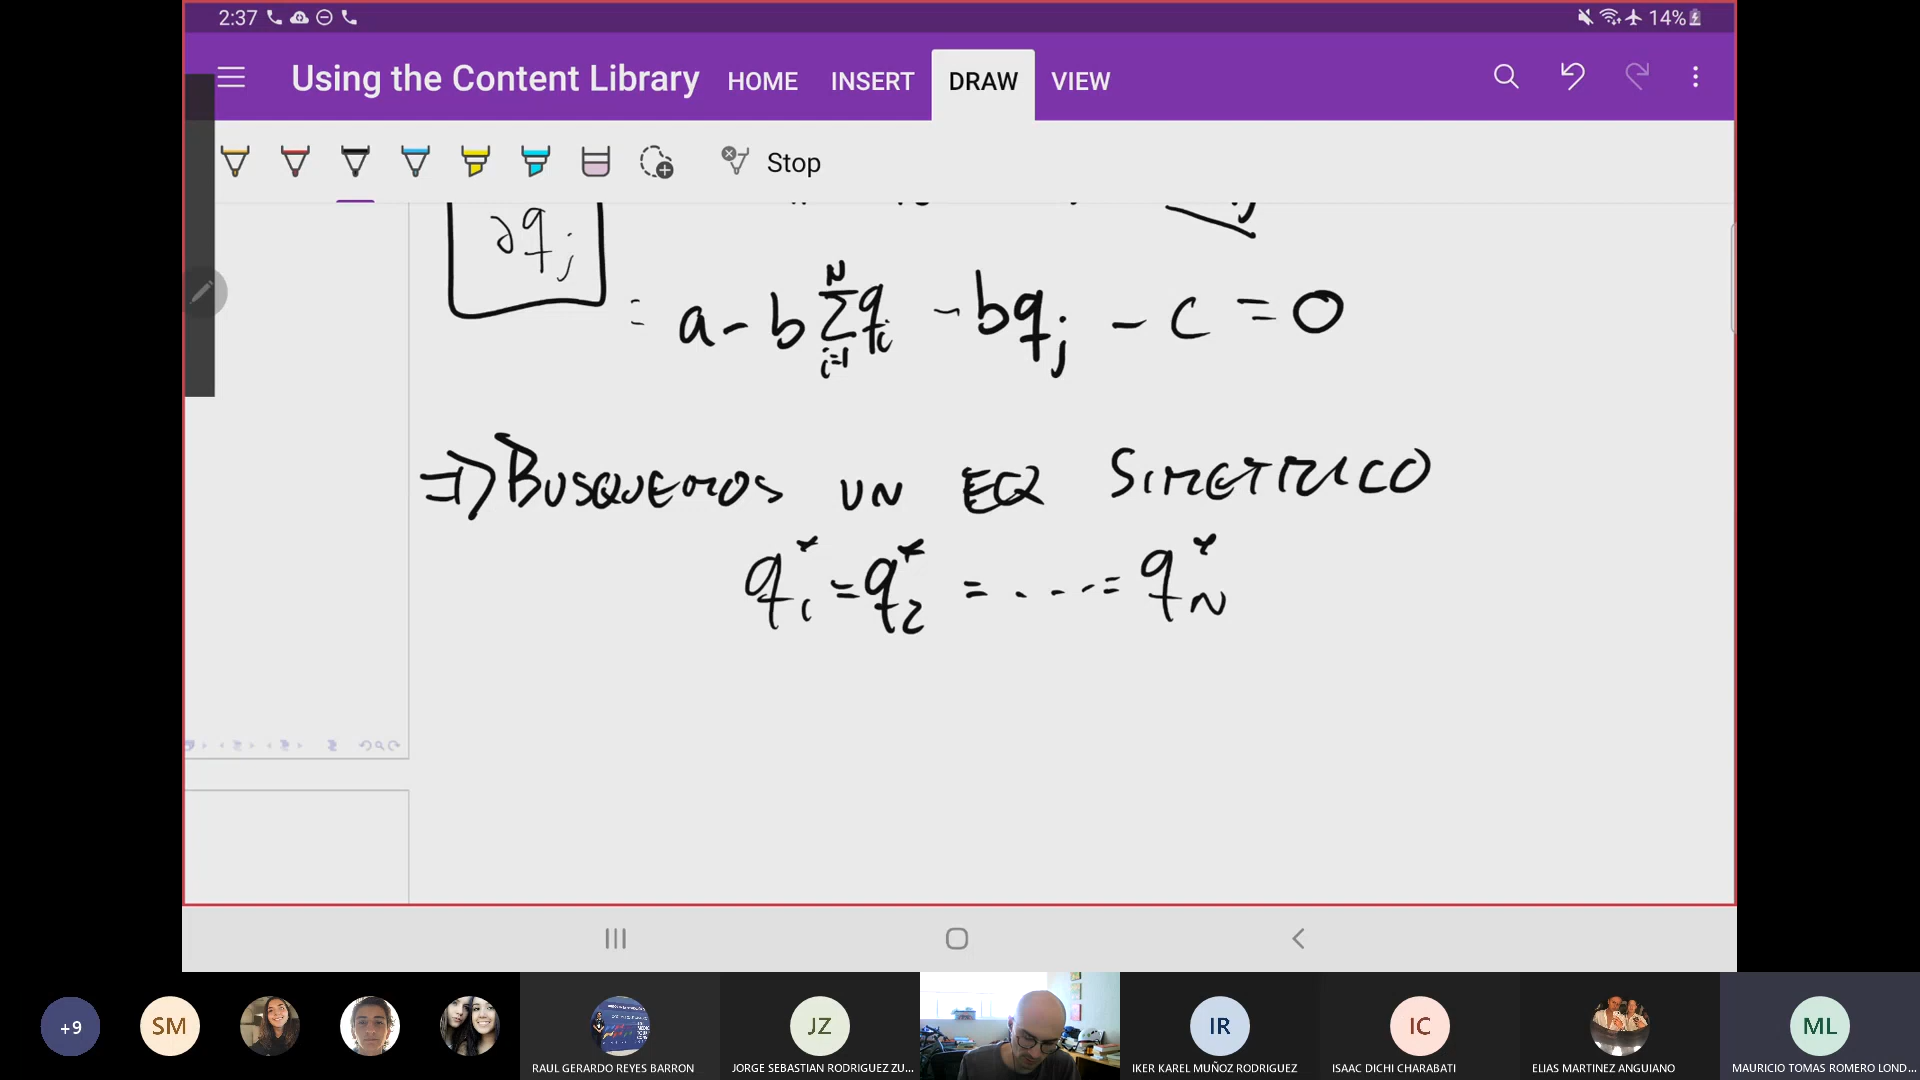 2:37 14%
Using the Content Library HOME INSERT DRAW VIEW
Stop
∂q_j
= a - b Σ_{i=1}^{N} q_i - bq_j - c = 0
⇒ BUSQUEMOS UN EQ SIMETRICO
q_1^* = q_2^* = ....= q_N^*
+9 SM JZ IR IC ML
RAUL GERARDO REYES BARRON JORGE SEBASTIAN RODRIGUEZ ZU... IKER KAREL MUÑOZ RODRIGUEZ ISAAC DICHI CHARABATI ELIAS MARTINEZ ANGUIANO MAURICIO TOMAS ROMERO LOND...